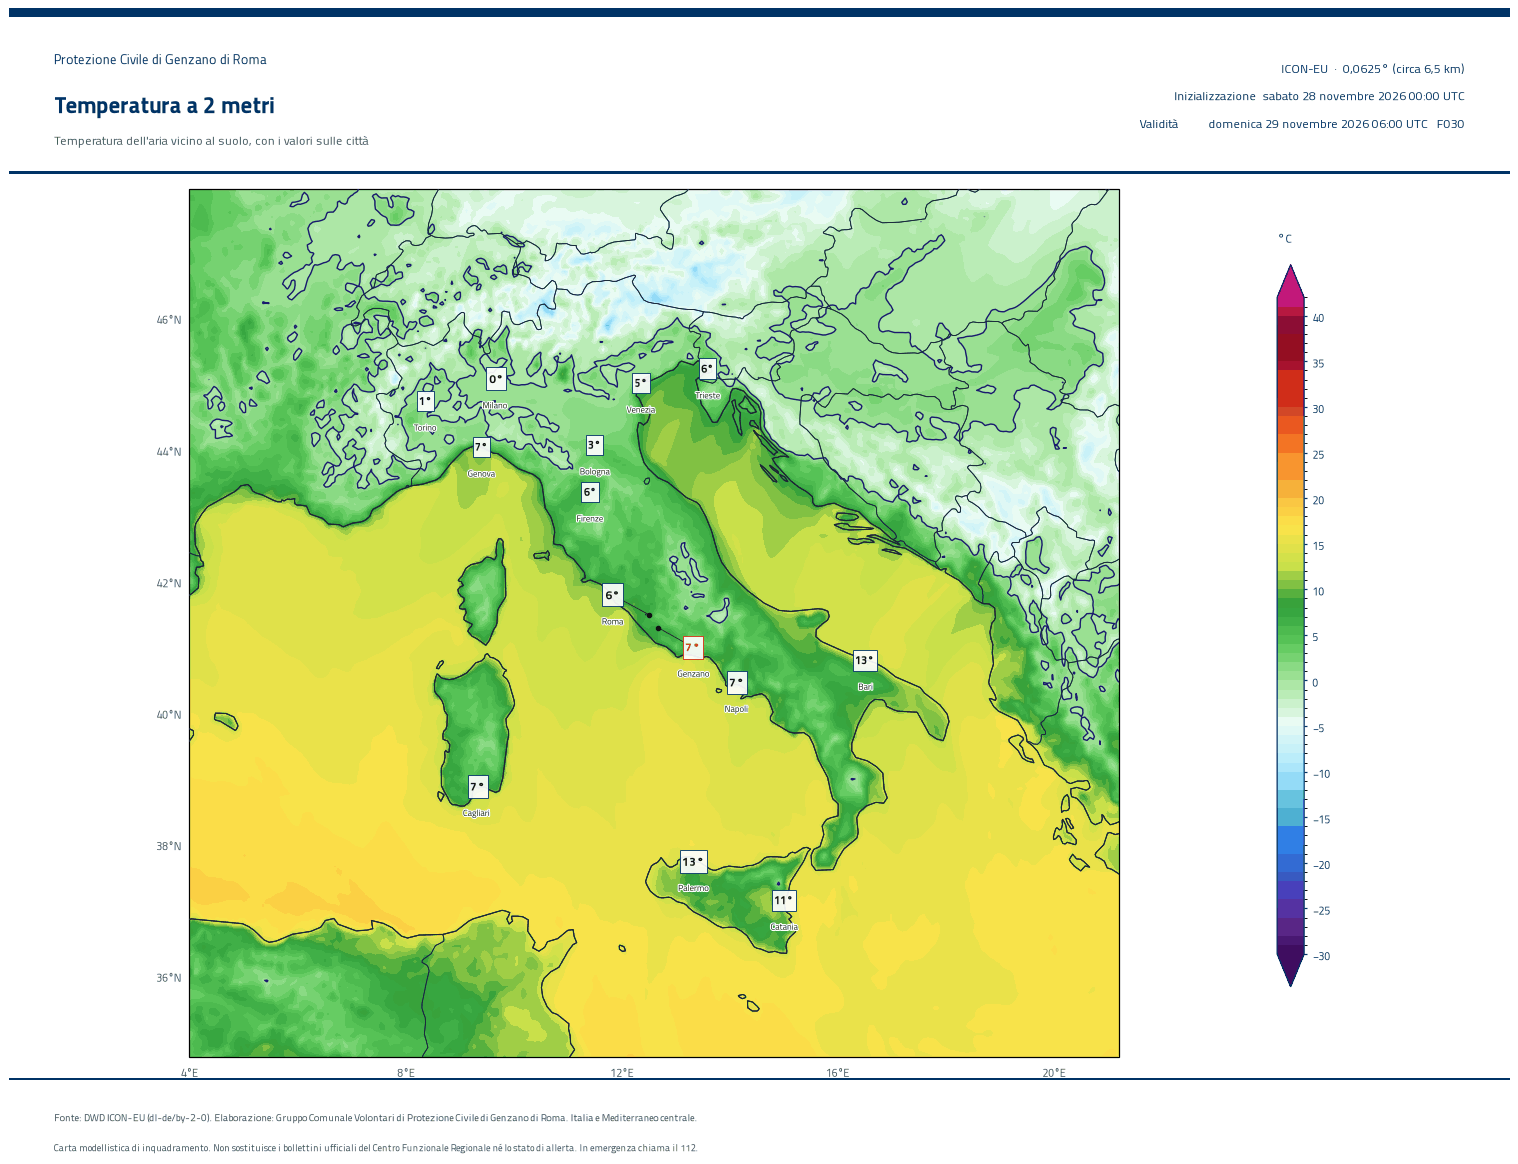 Protezione Civile di Genzano di Roma
Temperatura a 2 metri
Temperatura dell'aria vicino al suolo, con i valori sulle città
ICON-EU · 0,0625° (circa 6,5 km)
Inizializzazione sabato 28 novembre 2026 00:00 UTC
Validità domenica 29 novembre 2026 06:00 UTC F030
°C
46°N
44°N
42°N
40°N
38°N
36°N
4°E
8°E
12°E
16°E
20°E
0°
Milano
1°
Torino
7°
Genova
5°
Venezia
6°
Trieste
3°
Bologna
6°
Firenze
6°
Roma
7°
Genzano
7°
Napoli
13°
Bari
7°
Cagliari
13°
Palermo
11°
Catania
40
35
30
25
20
15
10
5
0
−5
−10
−15
−20
−25
−30
Fonte: DWD ICON-EU (dl-de/by-2-0). Elaborazione: Gruppo Comunale Volontari di Protezione Civile di Genzano di Roma. Italia e Mediterraneo centrale.
Carta modellistica di inquadramento. Non sostituisce i bollettini ufficiali del Centro Funzionale Regionale né lo stato di allerta. In emergenza chiama il 112.